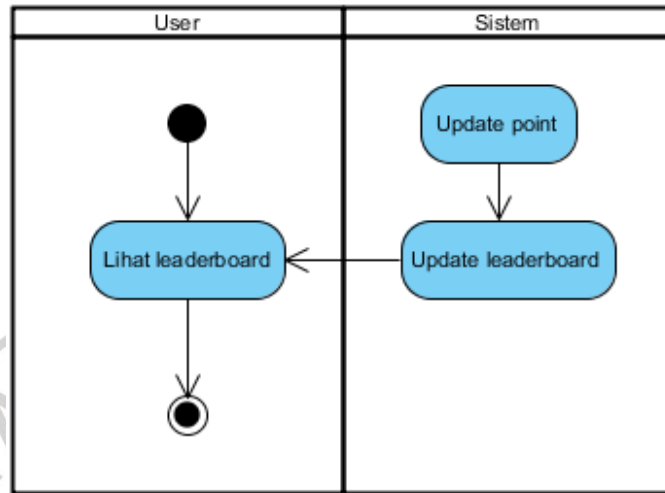 User
Sistem
Update point
Lihat leaderboard
Update leaderboard